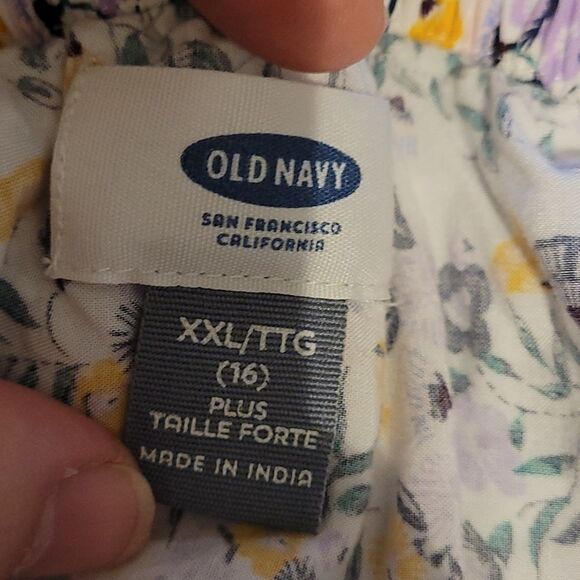 OLD NAVY
SAN FRANCISCO
CALIFORNIA
XXL/TTG
(16)
PLUS
TAILLE FORTE
MADE IN INDIA